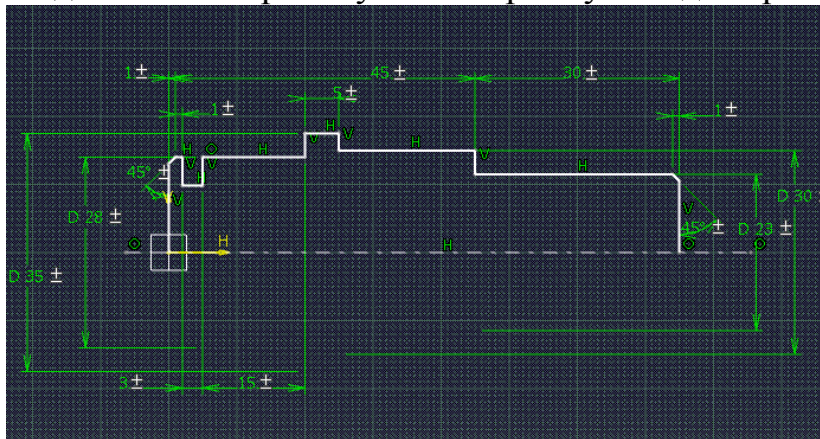 1 ± 45 ± 30 ±
5 ±
1 ± 1 ±
H
V V
H H H
V V V
45° ± H
V D 30
V
D 28 ±
45° ± D 23 ±
H H
D 35 ±
3 ± 15 ±